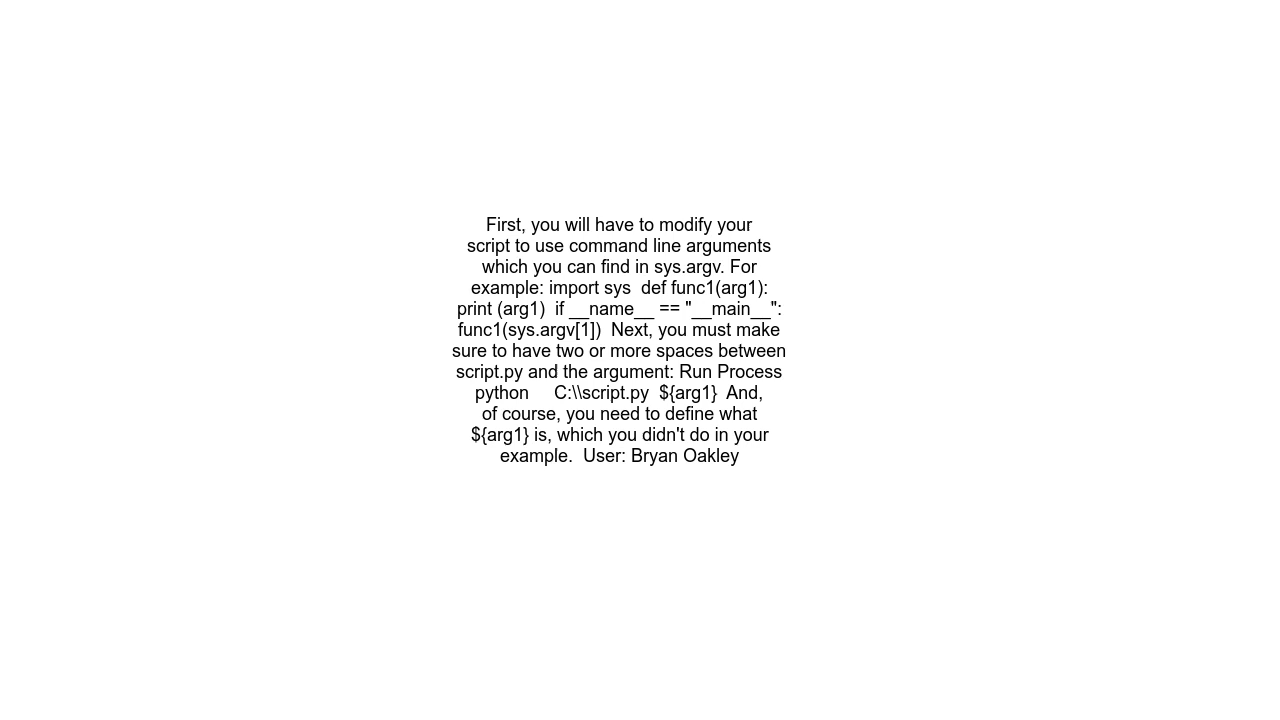 First, you will have to modify your
script to use command line arguments
which you can find in sys.argv. For
example: import sys  def func1(arg1):
print (arg1)  if __name__ == "__main__":
func1(sys.argv[1])  Next, you must make
sure to have two or more spaces between
script.py and the argument: Run Process
python     C:\\script.py  ${arg1}  And,
of course, you need to define what
${arg1} is, which you didn't do in your
example.  User: Bryan Oakley